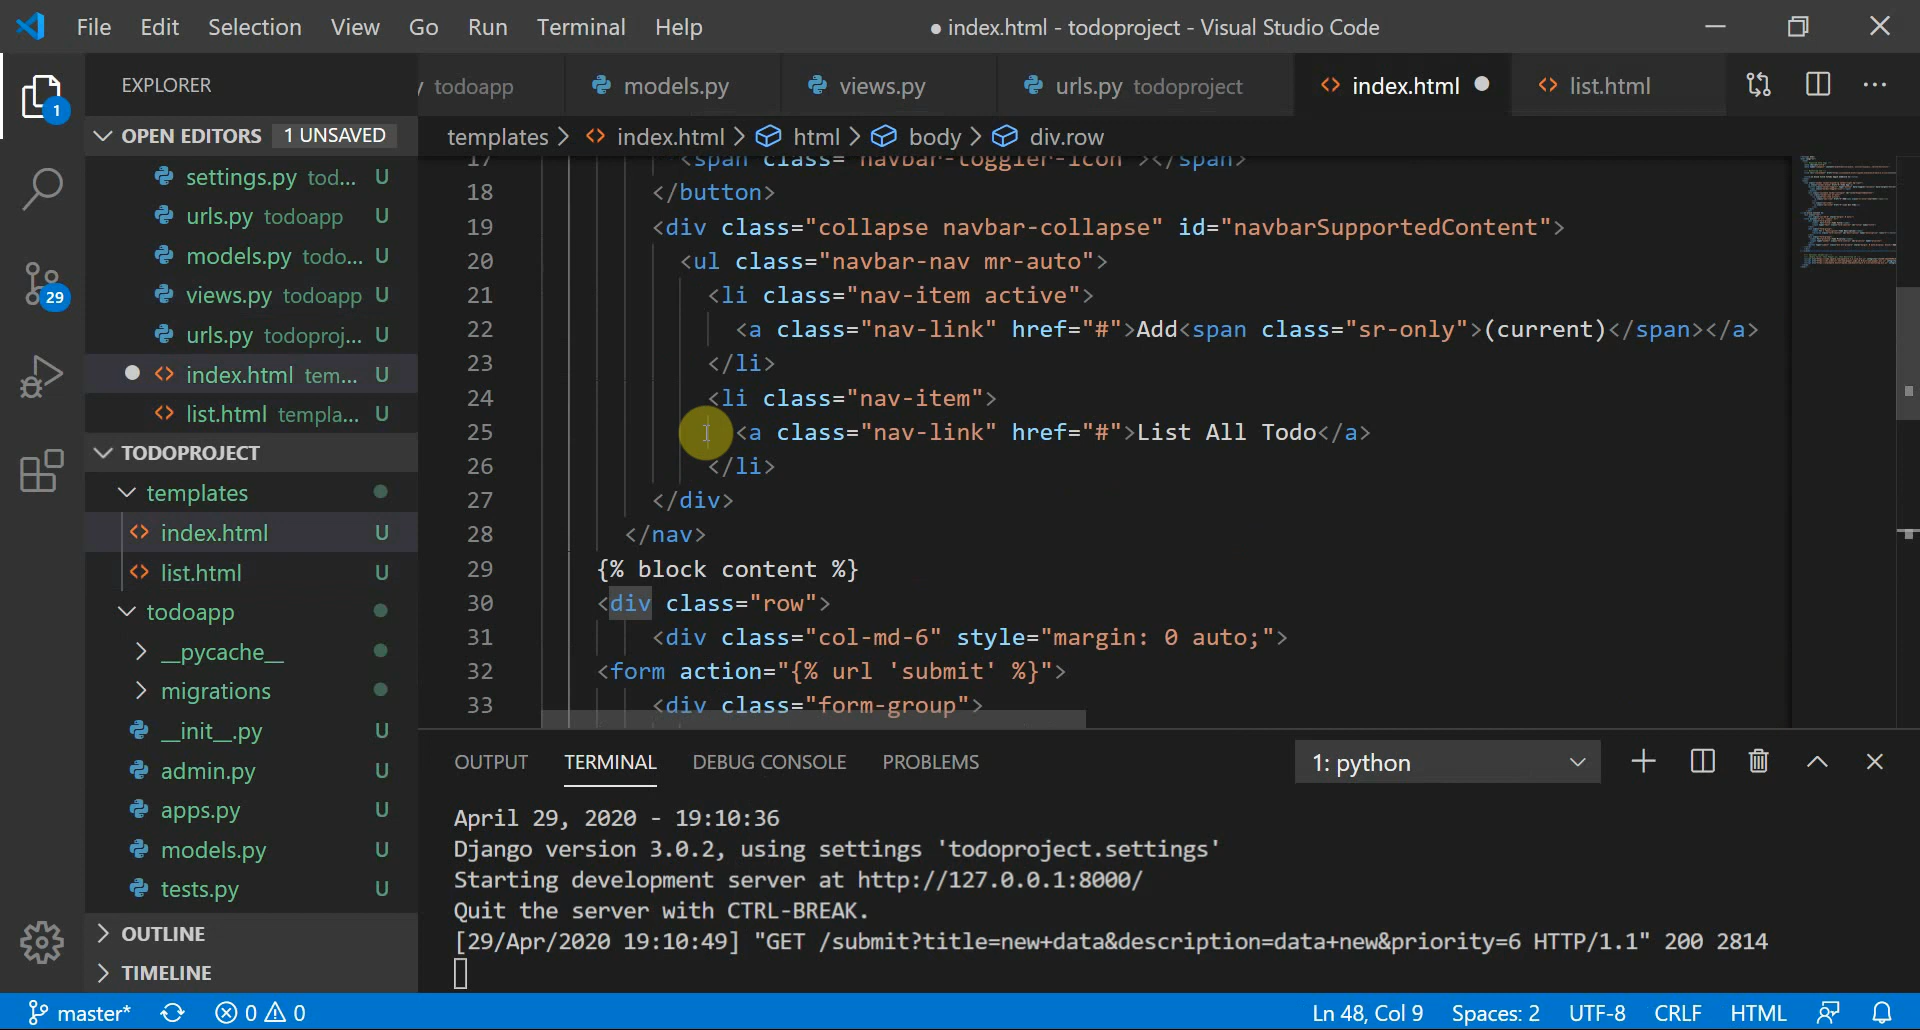 File Edit Selection View Go Run Terminal Help
● index.html - todoproject - Visual Studio Code
EXPLORER
todoapp models.py views.py urls.py todoproject index.html list.html
OPEN EDITORS 1 UNSAVED
templates > index.html > html > body > div.row
1
settings.py tod... U
urls.py todoapp U
models.py todo... U
views.py todoapp U
urls.py todoproj... U
index.html tem... U
list.html templa... U
29
TODOPROJECT
templates
index.html U
list.html U
todoapp
__pycache__
migrations
__init__.py U
admin.py U
apps.py U
models.py U
tests.py U
OUTLINE
TIMELINE
17 <span class="navbar-toggler-icon"></span>
18 </button>
19 <div class="collapse navbar-collapse" id="navbarSupportedContent">
20 <ul class="navbar-nav mr-auto">
21 <li class="nav-item active">
22 <a class="nav-link" href="#">Add<span class="sr-only">(current)</span></a>
23 </li>
24 <li class="nav-item">
25 <a class="nav-link" href="#">List All Todo</a>
26 </li>
27 </div>
28 </nav>
29 {% block content %}
30 <div class="row">
31 <div class="col-md-6" style="margin: 0 auto;">
32 <form action="{% url 'submit' %}">
33 <div class="form-group">
OUTPUT TERMINAL DEBUG CONSOLE PROBLEMS 1: python
April 29, 2020 - 19:10:36
Django version 3.0.2, using settings 'todoproject.settings'
Starting development server at http://127.0.0.1:8000/
Quit the server with CTRL-BREAK.
[29/Apr/2020 19:10:49] "GET /submit?title=new+data&description=data+new&priority=6 HTTP/1.1" 200 2814
master* 0 0 Ln 48, Col 9 Spaces: 2 UTF-8 CRLF HTML